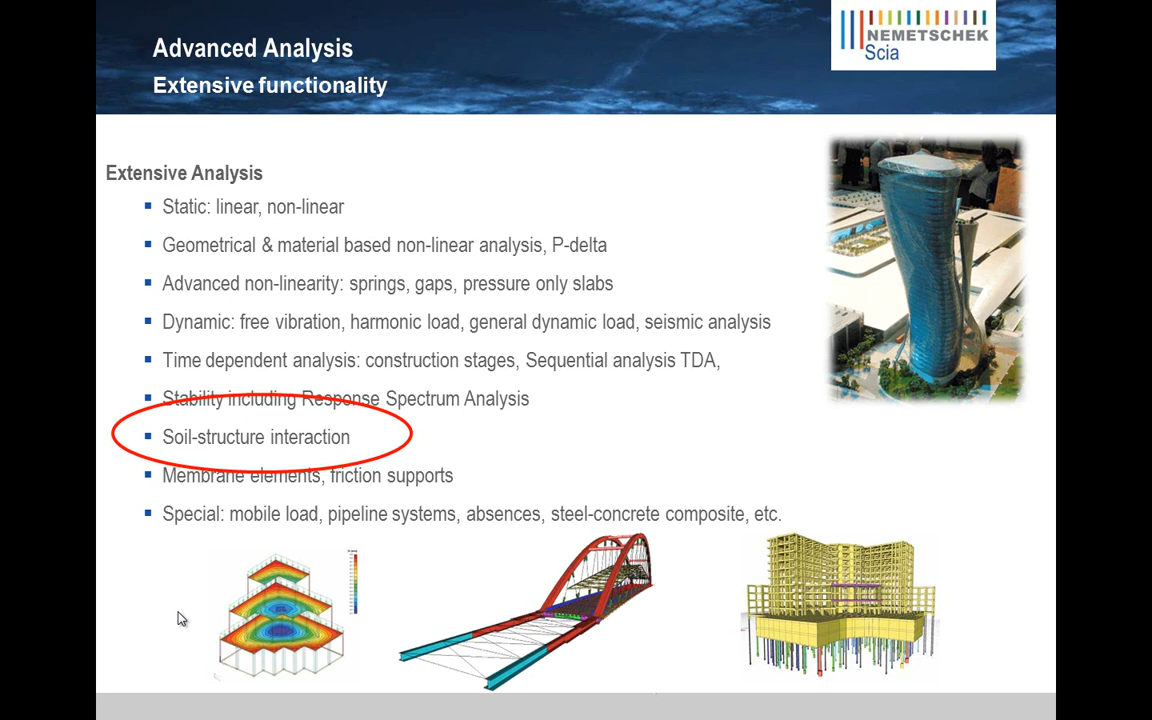 Advanced Analysis
Extensive functionality
NEMETSCHEK
Scia
Extensive Analysis
Static: linear, non-linear
Geometrical & material based non-linear analysis, P-delta
Advanced non-linearity: springs, gaps, pressure only slabs
Dynamic: free vibration, harmonic load, general dynamic load, seismic analysis
Time dependent analysis: construction stages, Sequential analysis TDA,
Stability including Response Spectrum Analysis
Soil-structure interaction
Membrane elements, friction supports
Special: mobile load, pipeline systems, absences, steel-concrete composite, etc.